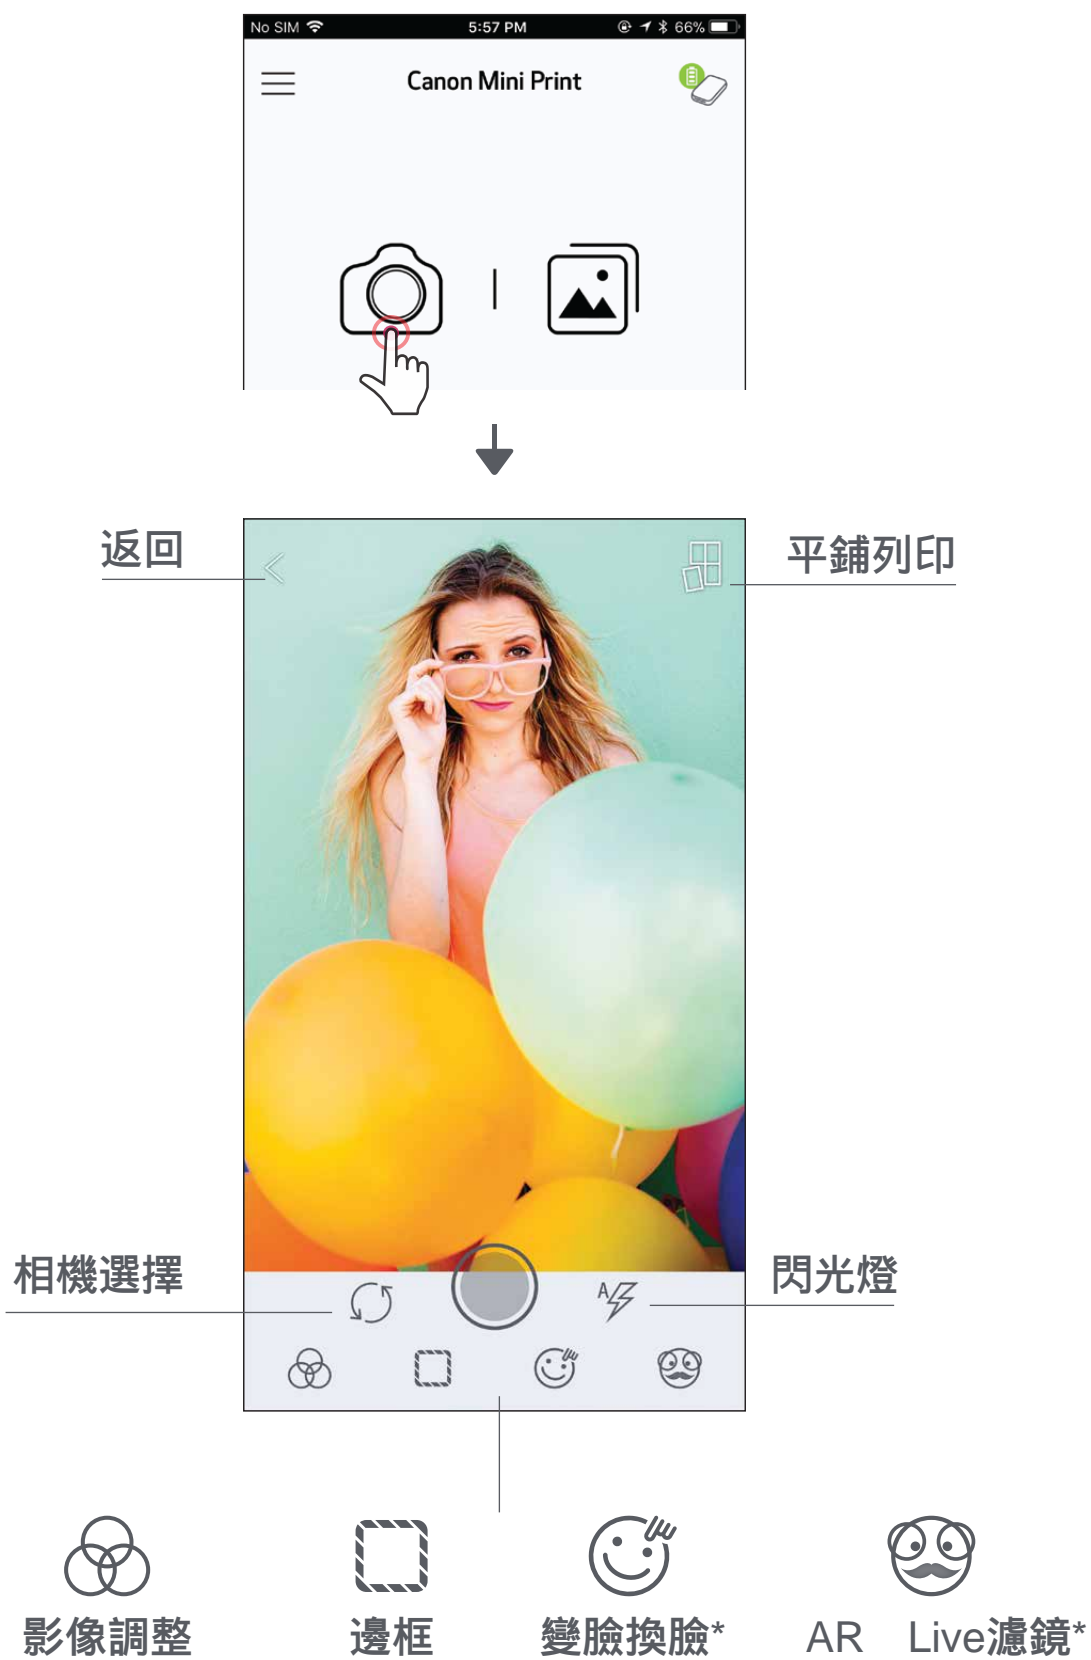 No SIM 5:57 PM 66%
Canon Mini Print
返回
平鋪列印
相機選擇
閃光燈
A
影像調整 邊框 變臉換臉* AR Live濾鏡*